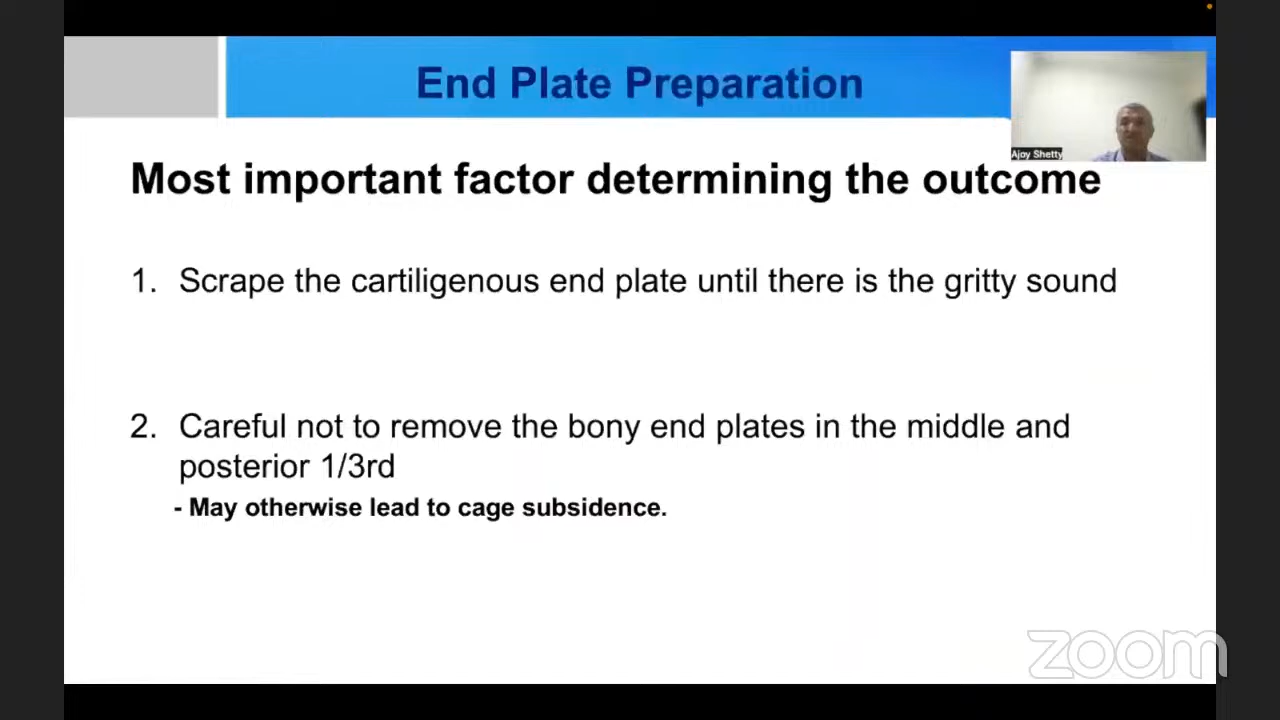 End Plate Preparation
Ajoy Shetty
Most important factor determining the outcome
1. Scrape the cartiligenous end plate until there is the gritty sound
2. Careful not to remove the bony end plates in the middle and
posterior 1/3rd
- May otherwise lead to cage subsidence.
zoom